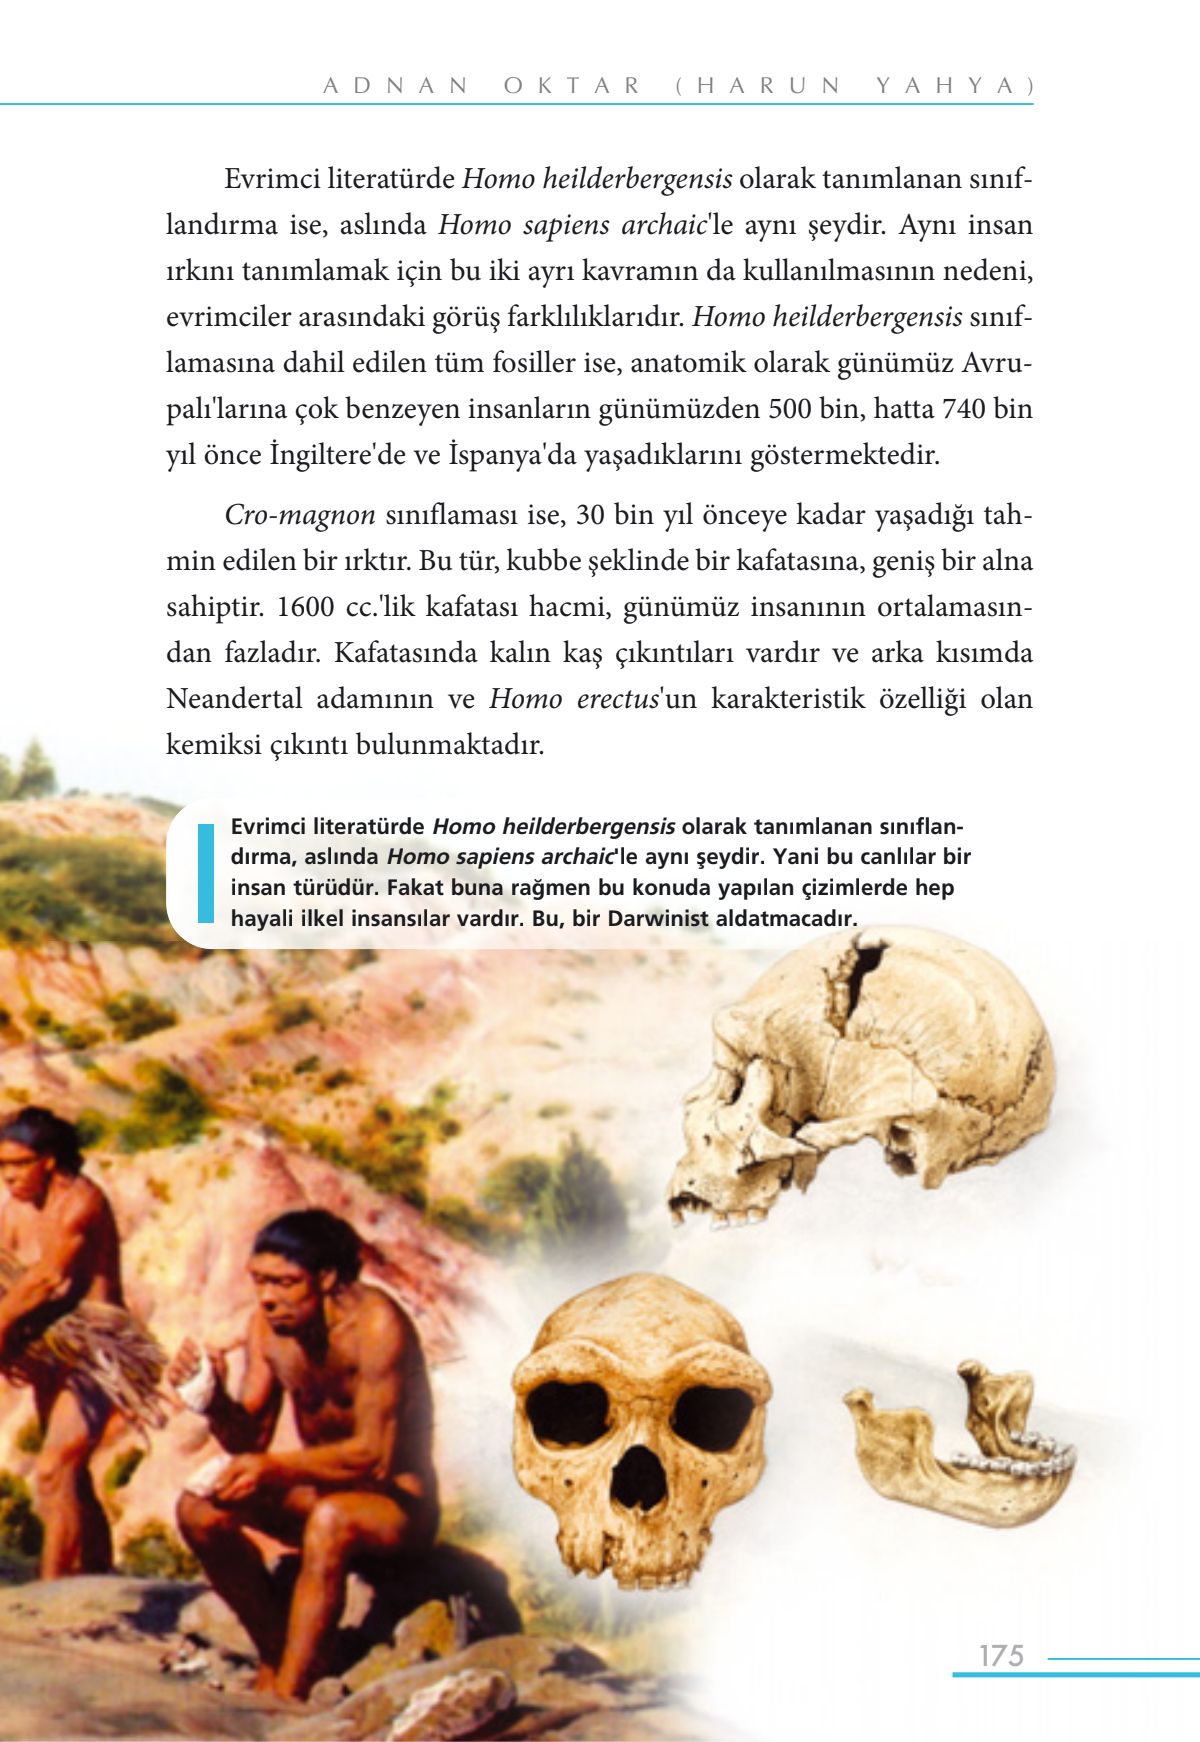 ADNAN OKTAR (HARUN YAHYA)
Evrimci literatürde Homo heilderbergensis olarak tanımlanan sınıf-
landırma ise, aslında Homo sapiens archaic'le aynı şeydir. Aynı insan
ırkını tanımlamak için bu iki ayrı kavramın da kullanılmasının nedeni,
evrimciler arasındaki görüş farklılıklarıdır. Homo heilderbergensis sınıf-
lamasına dahil edilen tüm fosiller ise, anatomik olarak günümüz Avru-
palı'larına çok benzeyen insanların günümüzden 500 bin, hatta 740 bin
yıl önce İngiltere'de ve İspanya'da yaşadıklarını göstermektedir.
Cro-magnon sınıflaması ise, 30 bin yıl önceye kadar yaşadığı tah-
min edilen bir ırktır. Bu tür, kubbe şeklinde bir kafatasına, geniş bir alna
sahiptir. 1600 cc.'lik kafatası hacmi, günümüz insanının ortalamasın-
dan fazladır. Kafatasında kalın kaş çıkıntıları vardır ve arka kısımda
Neandertal adamının ve Homo erectus'un karakteristik özelliği olan
kemiksi çıkıntı bulunmaktadır.
Evrimci literatürde Homo heilderbergensis olarak tanımlanan sınıflan-
dırma, aslında Homo sapiens archaic'le aynı şeydir. Yani bu canlılar bir
insan türüdür. Fakat buna rağmen bu konuda yapılan çizimlerde hep
hayali ilkel insansılar vardır. Bu, bir Darwinist aldatmacadır.
175